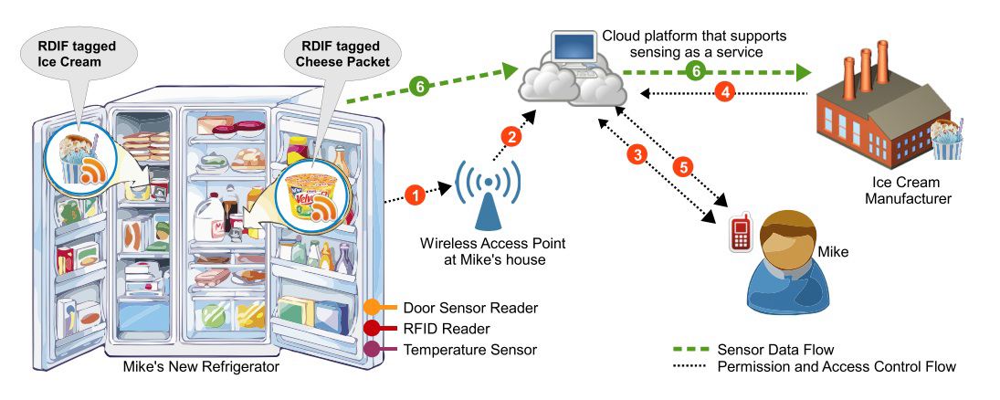 RDIF tagged
Ice Cream
RDIF tagged
Cheese Packet
Cloud platform that supports
sensing as a service
6
6
4
2
3
5
1
Velv
Ice Cream
Manufacturer
Wireless Access Point
at Mike's house
Mike
Door Sensor Reader
RFID Reader
Temperature Sensor
Mike's New Refrigerator
Sensor Data Flow
Permission and Access Control Flow